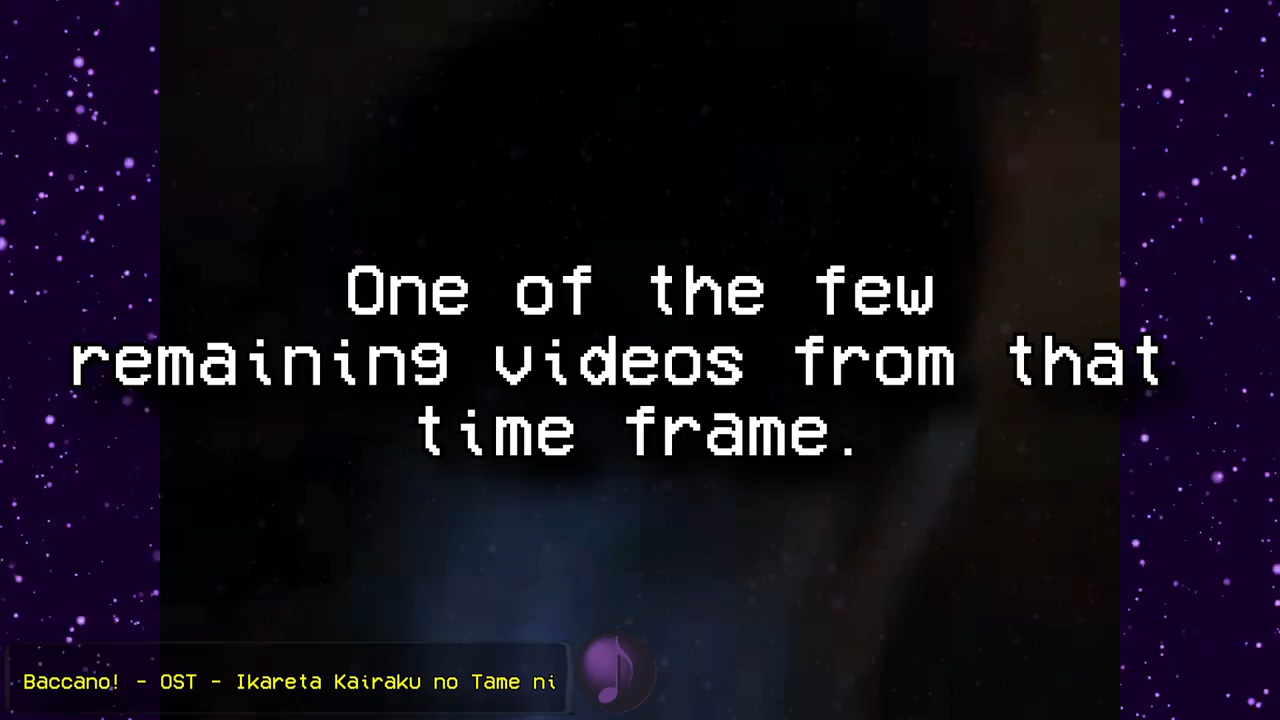 One of the few
remaining videos from that
time frame.
Baccano! - OST - Ikareta Kairaku no Tame ni